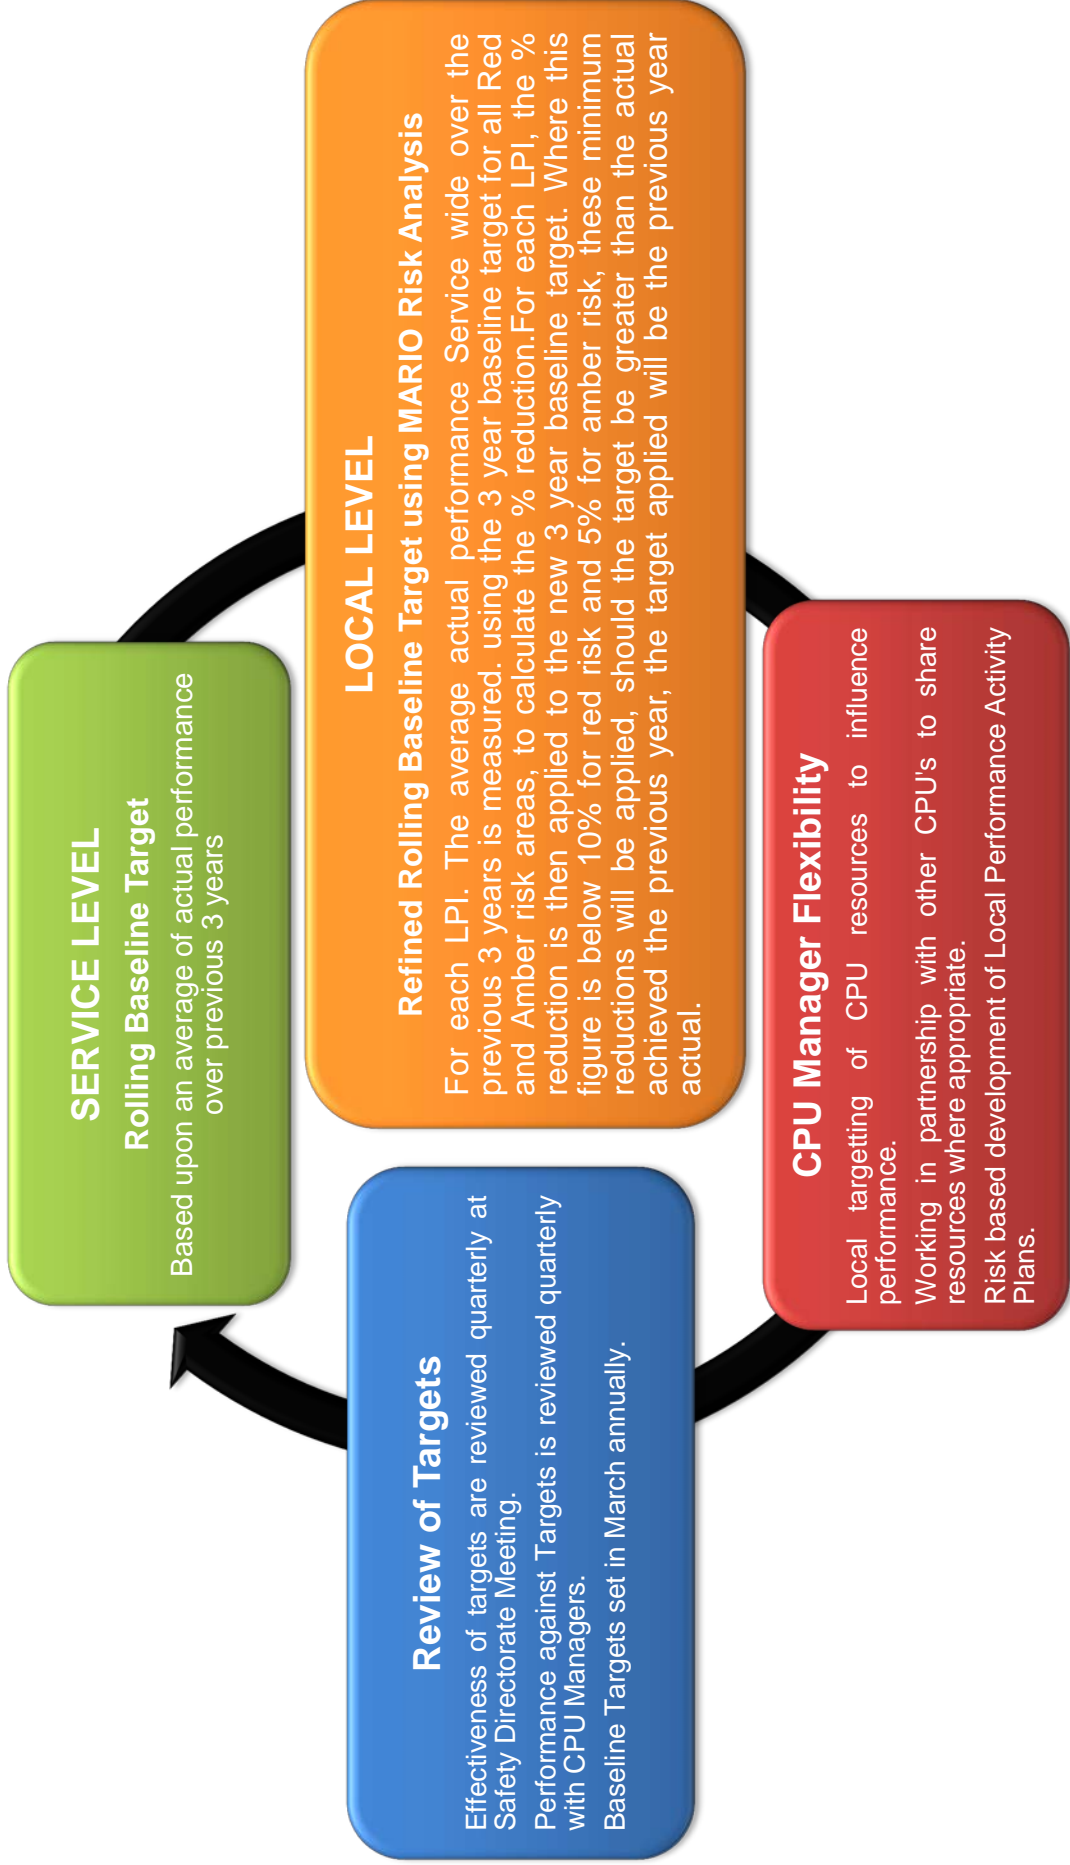 SERVICE LEVEL
Rolling Baseline Target
Based upon an average of actual performance
over previous 3 years
LOCAL LEVEL
Refined Rolling Baseline Target using MARIO Risk Analysis
For each LPI. The average actual performance Service wide over the
previous 3 years is measured. using the 3 year baseline target for all Red
and Amber risk areas, to calculate the % reduction.For each LPI, the %
reduction is then applied to the new 3 year baseline target. Where this
figure is below 10% for red risk and 5% for amber risk, these minimum
reductions will be applied, should the target be greater than the actual
achieved the previous year, the target applied will be the previous year
actual.
CPU Manager Flexibility
Local targetting of CPU resources to influence
performance.
Working in partnership with other CPU's to share
resources where appropriate.
Risk based development of Local Performance Activity
Plans.
Review of Targets
Effectiveness of targets are reviewed quarterly at
Safety Directorate Meeting.
Performance against Targets is reviewed quarterly
with CPU Managers.
Baseline Targets set in March annually.